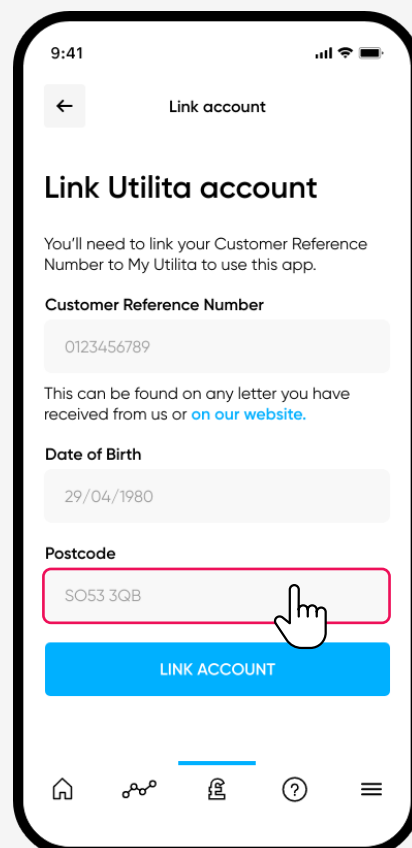 9:41
Link account
Link Utilita account
You'll need to link your Customer Reference
Number to My Utilita to use this app.
Customer Reference Number
0123456789
This can be found on any letter you have
received from us or on our website.
Date of Birth
29/04/1980
Postcode
SO53 3QB
LINK ACCOUNT